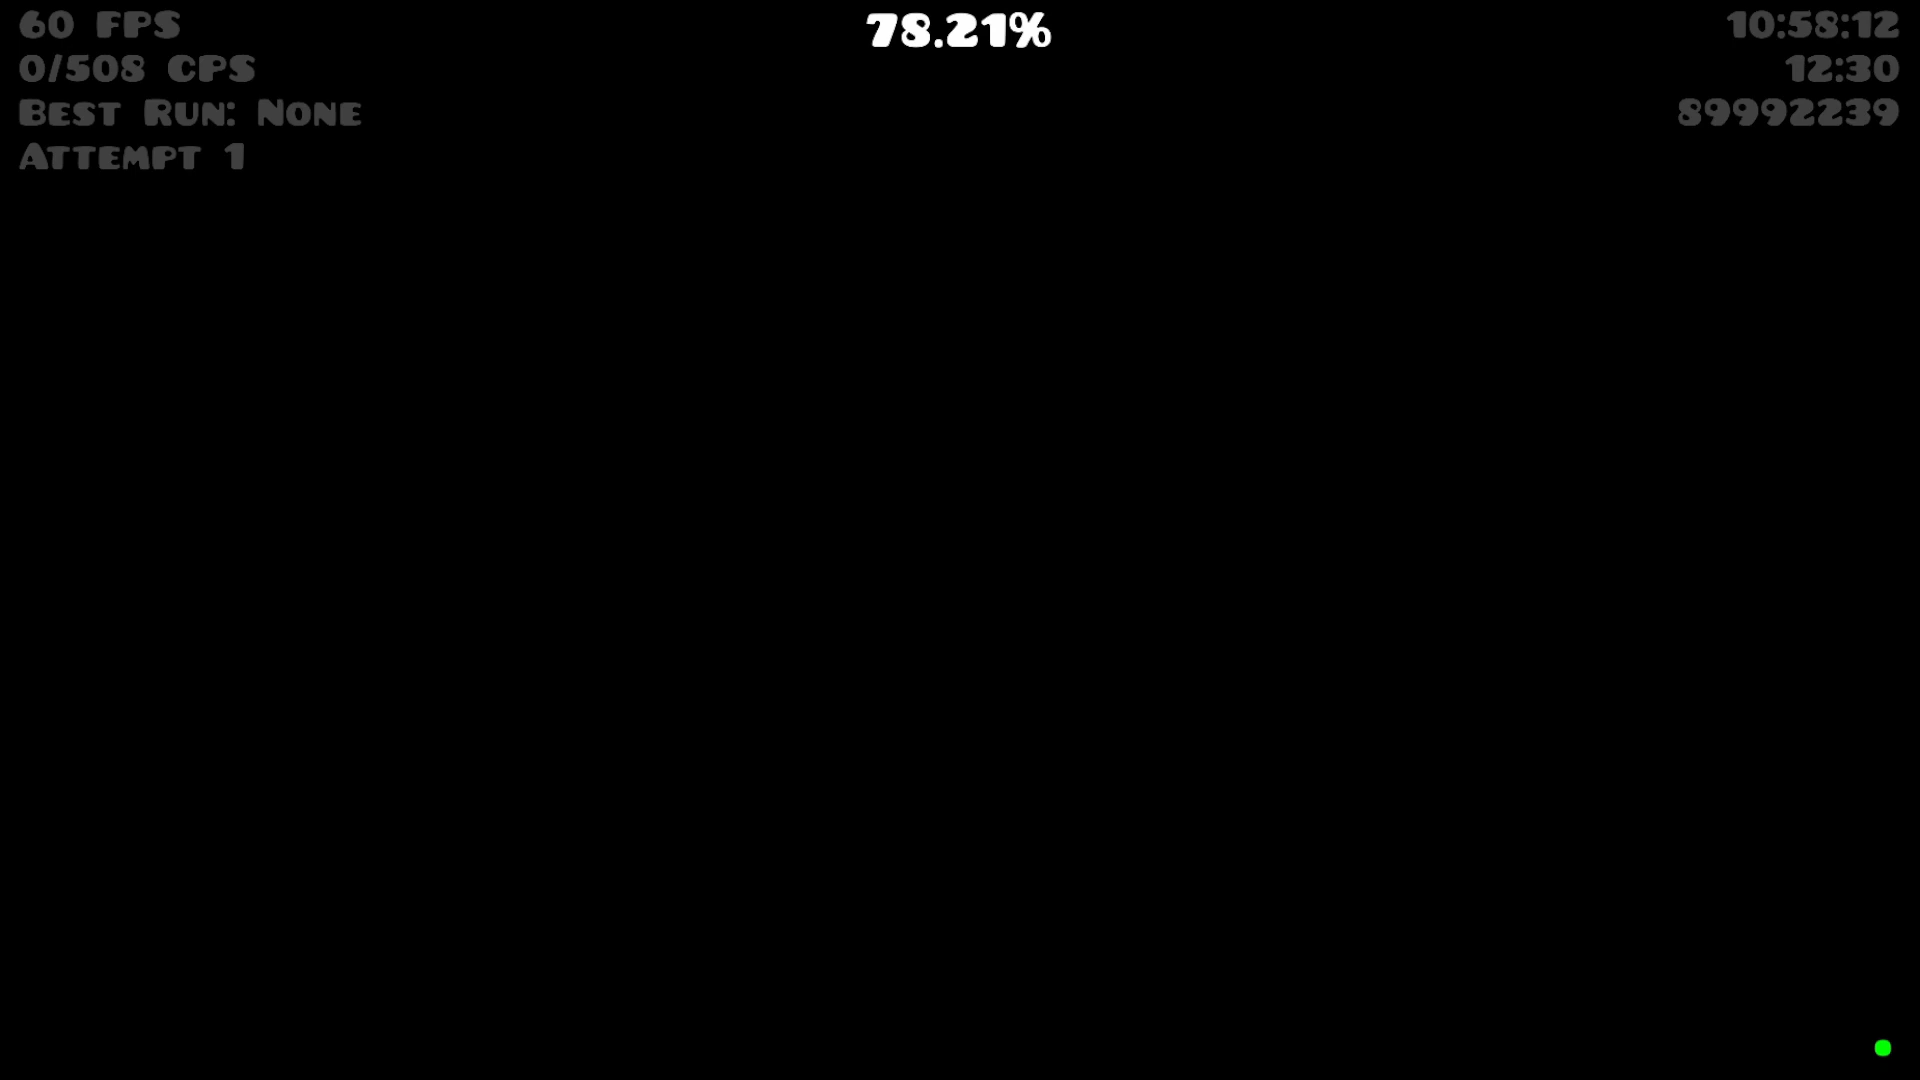 60 FPS
0/508 CPS
Best Run: None
Attempt 1
78.21%
10:58:12
12:30
89992239